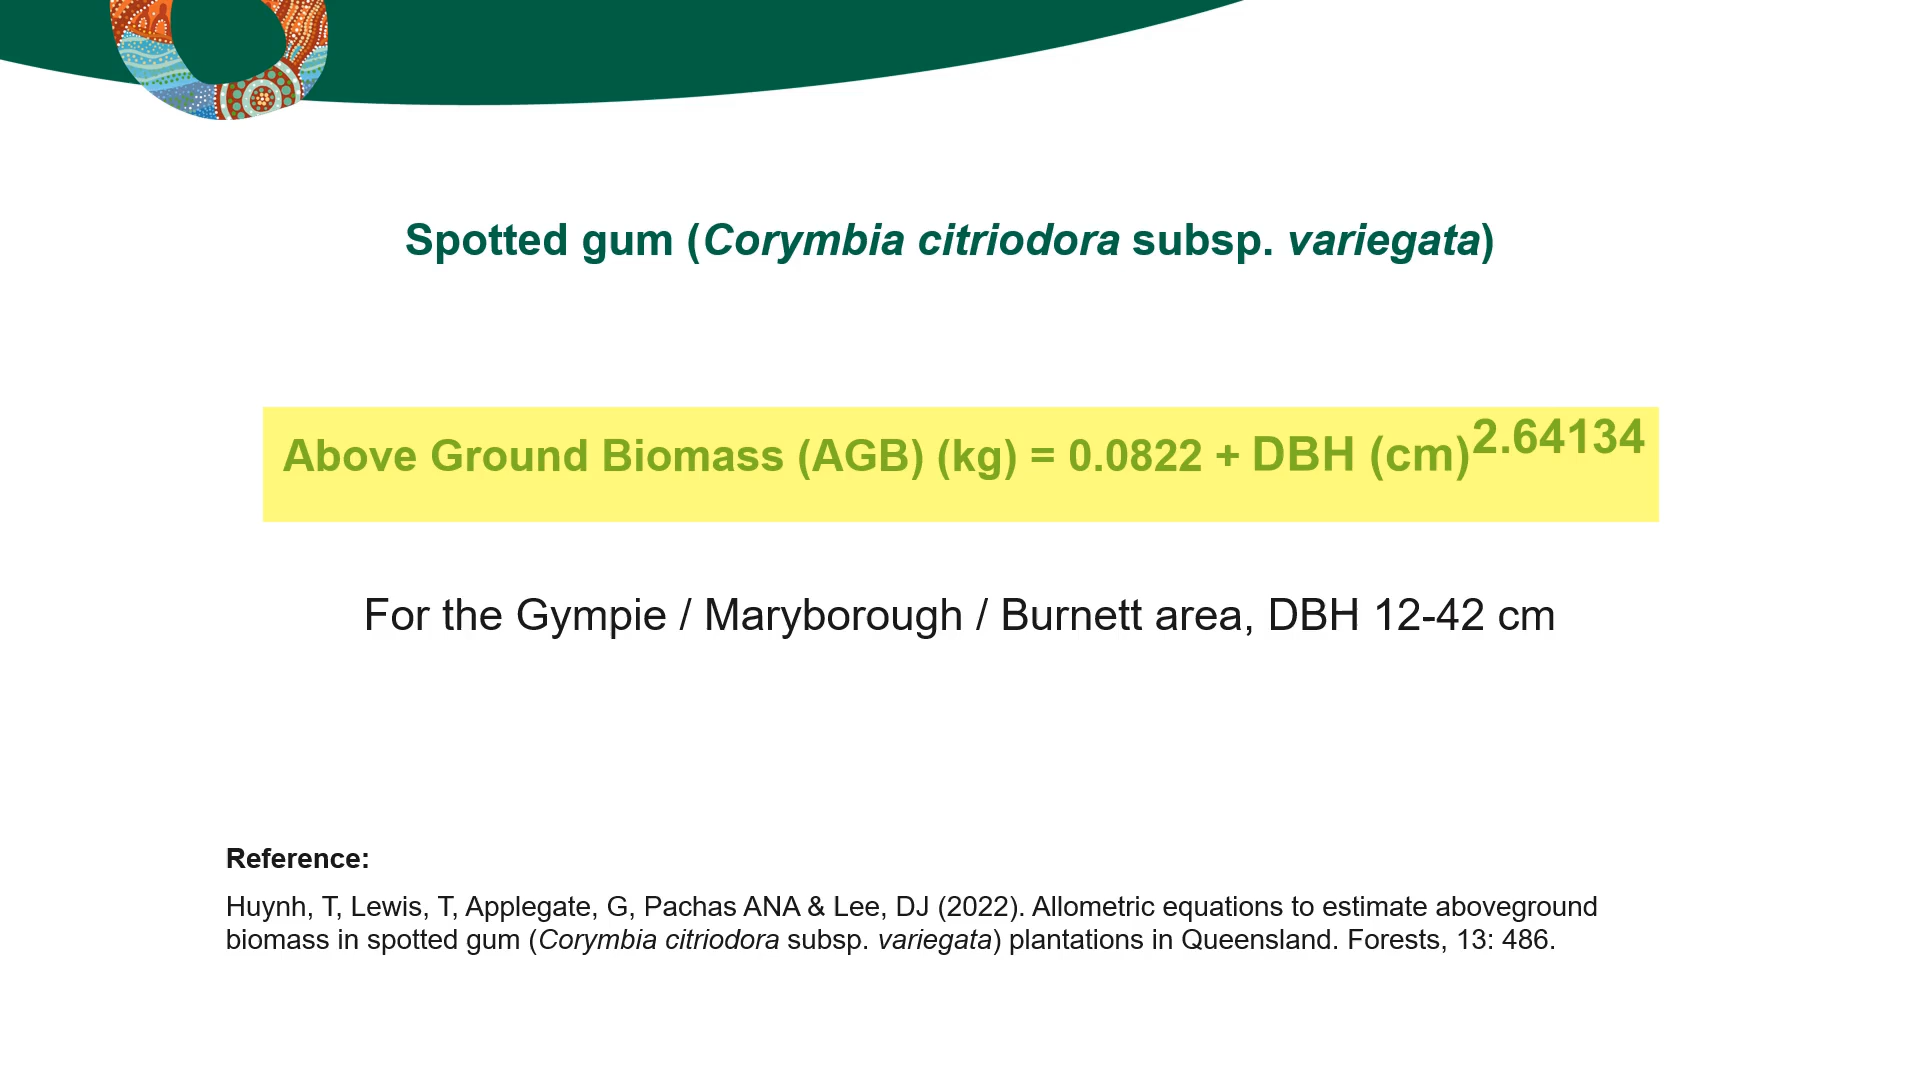 Spotted gum (Corymbia citriodora subsp. variegata)
Above Ground Biomass (AGB) (kg) = 0.0822 + DBH (cm)^2.64134
For the Gympie / Maryborough / Burnett area, DBH 12-42 cm
Reference:
Huynh, T, Lewis, T, Applegate, G, Pachas ANA & Lee, DJ (2022). Allometric equations to estimate aboveground
biomass in spotted gum (Corymbia citriodora subsp. variegata) plantations in Queensland. Forests, 13: 486.